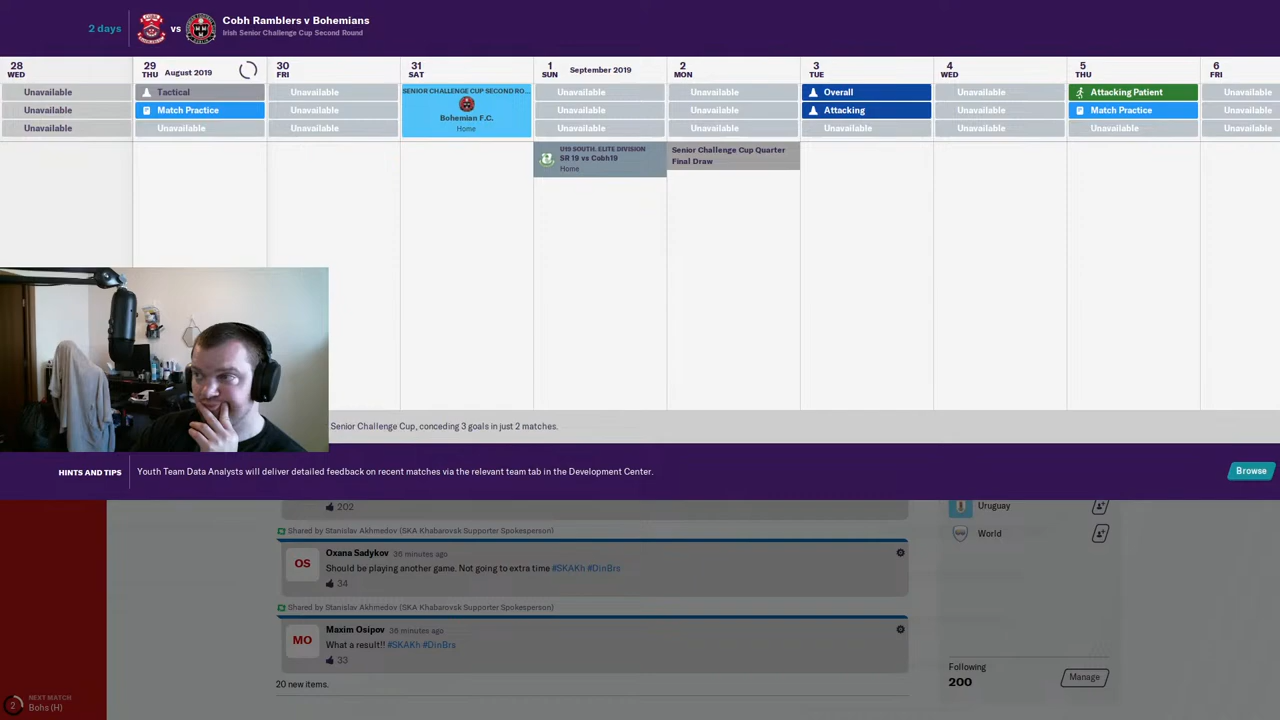 2 days
vs
Cobh Ramblers v Bohemians
Irish Senior Challenge Cup Second Round
28 WED
29 THU August 2019
30 FRI
31 SAT
1 SUN September 2019
2 MON
3 TUE
4 WED
5 THU
6 FRI
Unavailable
Unavailable
Unavailable
Tactical
Match Practice
Unavailable
Unavailable
Unavailable
Unavailable
SENIOR CHALLENGE CUP SECOND RO...
Bohemian F.C.
Home
Unavailable
Unavailable
Unavailable
U19 SOUTH. ELITE DIVISION
SR 19 vs Cobh19
Home
Unavailable
Unavailable
Unavailable
Senior Challenge Cup Quarter
Final Draw
Overall
Attacking
Unavailable
Unavailable
Unavailable
Unavailable
Attacking Patient
Match Practice
Unavailable
Unavailable
Unavailable
Unavailable
Senior Challenge Cup, conceding 3 goals in just 2 matches.
HINTS AND TIPS
Youth Team Data Analysts will deliver detailed feedback on recent matches via the relevant team tab in the Development Center.
Browse
202
Shared by Stanislav Akhmedov (SKA Khabarovsk Supporter Spokesperson)
OS
Oxana Sadykov 36 minutes ago
Should be playing another game. Not going to extra time #SKAKh #DinBrs
34
Shared by Stanislav Akhmedov (SKA Khabarovsk Supporter Spokesperson)
MO
Maxim Osipov 36 minutes ago
What a result!! #SKAKh #DinBrs
33
20 new items.
Uruguay
World
Following
200
Manage
2
NEXT MATCH
Bohs (H)